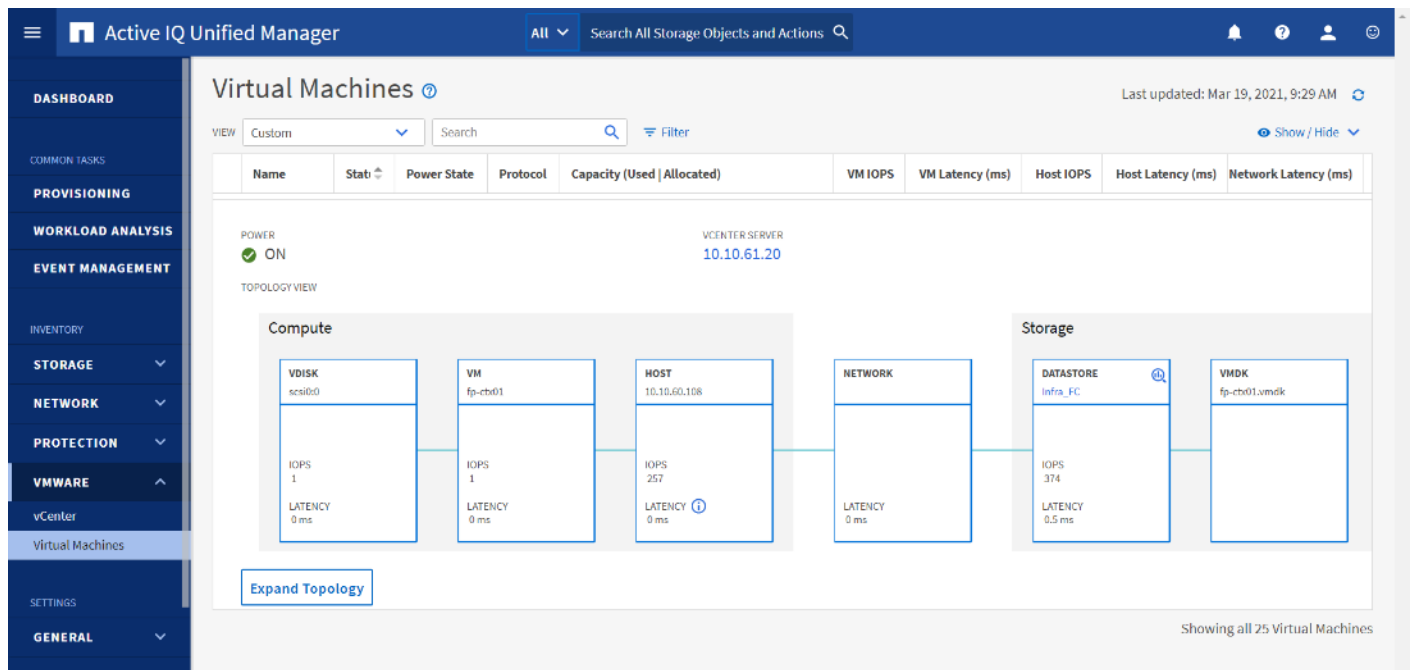 Active IQ Unified Manager
All
Search All Storage Objects and Actions
DASHBOARD
COMMON TASKS
PROVISIONING
WORKLOAD ANALYSIS
EVENT MANAGEMENT
INVENTORY
STORAGE
NETWORK
PROTECTION
VMWARE
vCenter
Virtual Machines
SETTINGS
GENERAL
Virtual Machines
Last updated: Mar 19, 2021, 9:29 AM
VIEW Custom Search Filter Show / Hide
Name Statu Power State Protocol Capacity (Used | Allocated) VM IOPS VM Latency (ms) Host IOPS Host Latency (ms) Network Latency (ms)
POWER
ON
VCENTER SERVER
10.10.61.20
TOPOLOGY VIEW
Compute
VDISK
scsi0:0
IOPS
1
LATENCY
0 ms
VM
fp-ctx01
IOPS
1
LATENCY
0 ms
HOST
10.10.60.108
IOPS
257
LATENCY
0 ms
NETWORK
LATENCY
0 ms
Storage
DATASTORE
Infra_FC
IOPS
374
LATENCY
0.5 ms
VMDK
fp-ctx01.vmdk
Expand Topology
Showing all 25 Virtual Machines